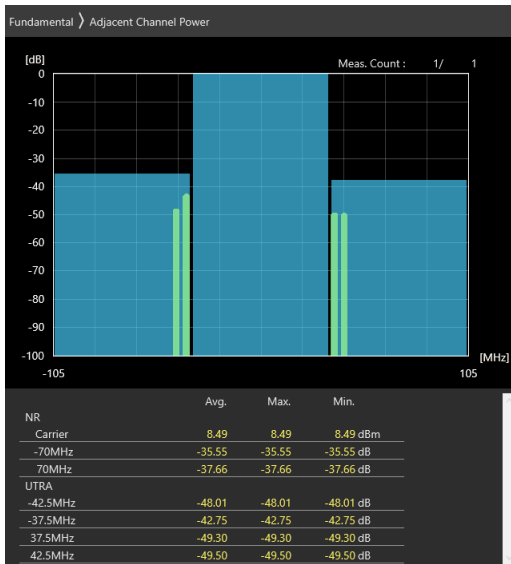 Fundamental 〉 Adjacent Channel Power
[dB]
Meas. Count : 1/ 1
0
-10
-20
-30
-40
-50
-60
-70
-80
-90
-100
[MHz]
-105 105
Avg. Max. Min.
NR
Carrier 8.49 8.49 8.49 dBm
-70MHz -35.55 -35.55 -35.55 dB
70MHz -37.66 -37.66 -37.66 dB
UTRA
-42.5MHz -48.01 -48.01 -48.01 dB
-37.5MHz -42.75 -42.75 -42.75 dB
37.5MHz -49.30 -49.30 -49.30 dB
42.5MHz -49.50 -49.50 -49.50 dB